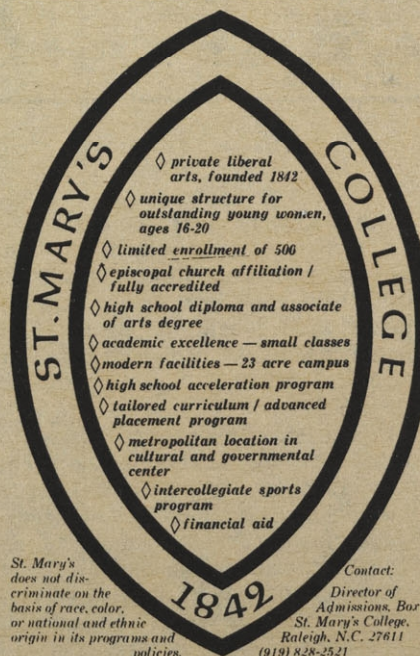 ST. MARY'S
COLLEGE
◊ private liberal
arts, founded 1842
◊ unique structure for
outstanding young women,
ages 16-20
◊ limited enrollment of 500
◊ episcopal church affiliation /
fully accredited
◊ high school diploma and associate
of arts degree
◊ academic excellence — small classes
◊ modern facilities — 23 acre campus
◊ high school acceleration program
◊ tailored curriculum / advanced
placement program
◊ metropolitan location in
cultural and governmental
center
◊ intercollegiate sports
program
◊ financial aid
1842
St. Mary's
does not dis-
criminate on the
basis of race, color,
or national and ethnic
origin in its programs and
policies.
Contact:
Director of
Admissions, Box
St. Mary's College,
Raleigh, N.C. 27611
(919) 828-2521